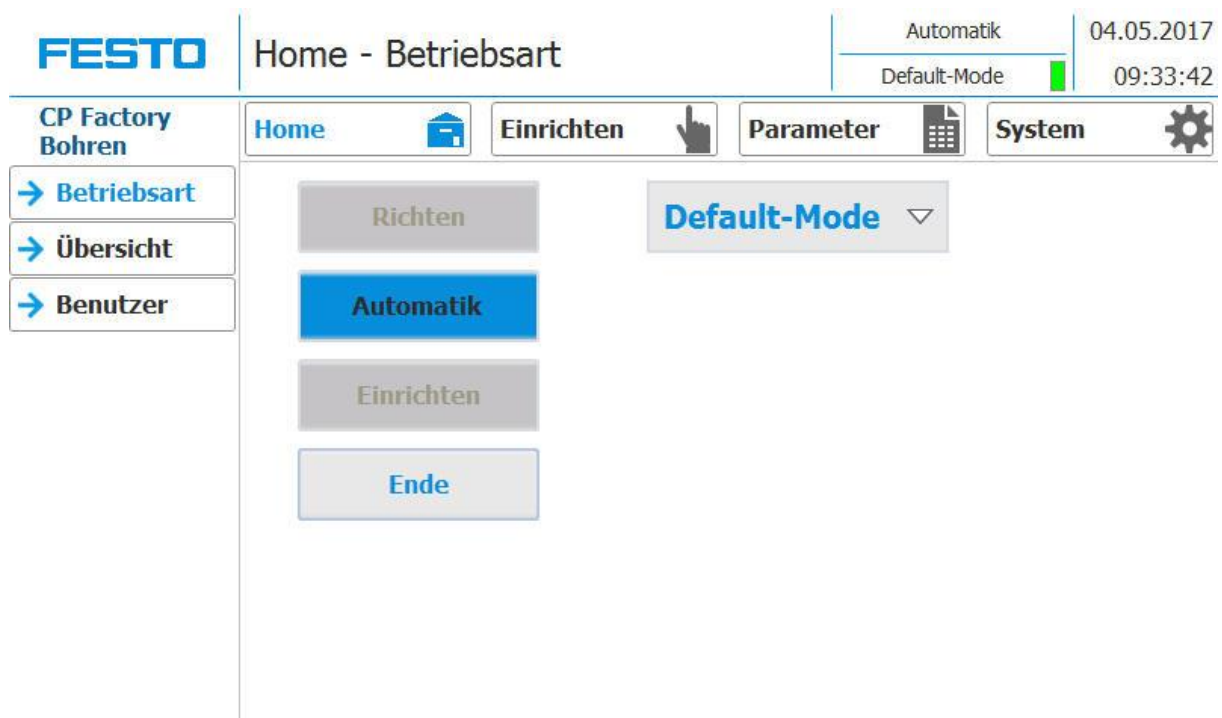 FESTO
Home - Betriebsart
Automatik
Default-Mode
04.05.2017
09:33:42
CP Factory
Bohren
Home
Einrichten
Parameter
System
Betriebsart
Übersicht
Benutzer
Richten
Default-Mode
Automatik
Einrichten
Ende